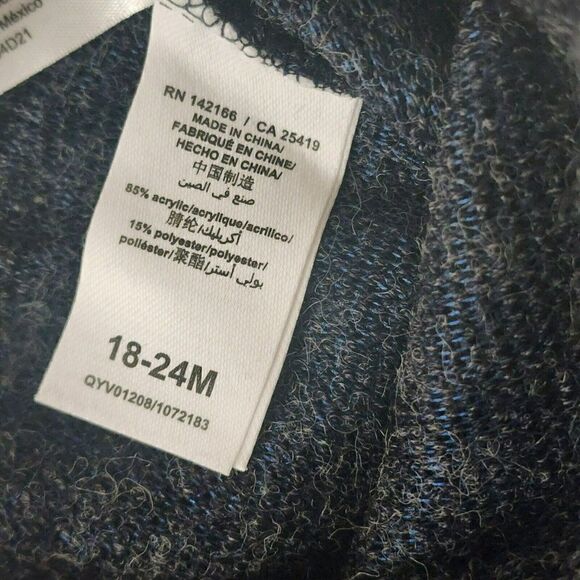 México
4D21
RN 142166 / CA 25419
MADE IN CHINA/
FABRIQUÉ EN CHINE/
HECHO EN CHINA/
中国制造
صنع في الصين
85% acrylic/acrylique/acrílico/
腈纶/أكريليك/
15% polyester/polyester/
poliéster/聚酯/بولي أستر
18-24M
QYV01208/1072183